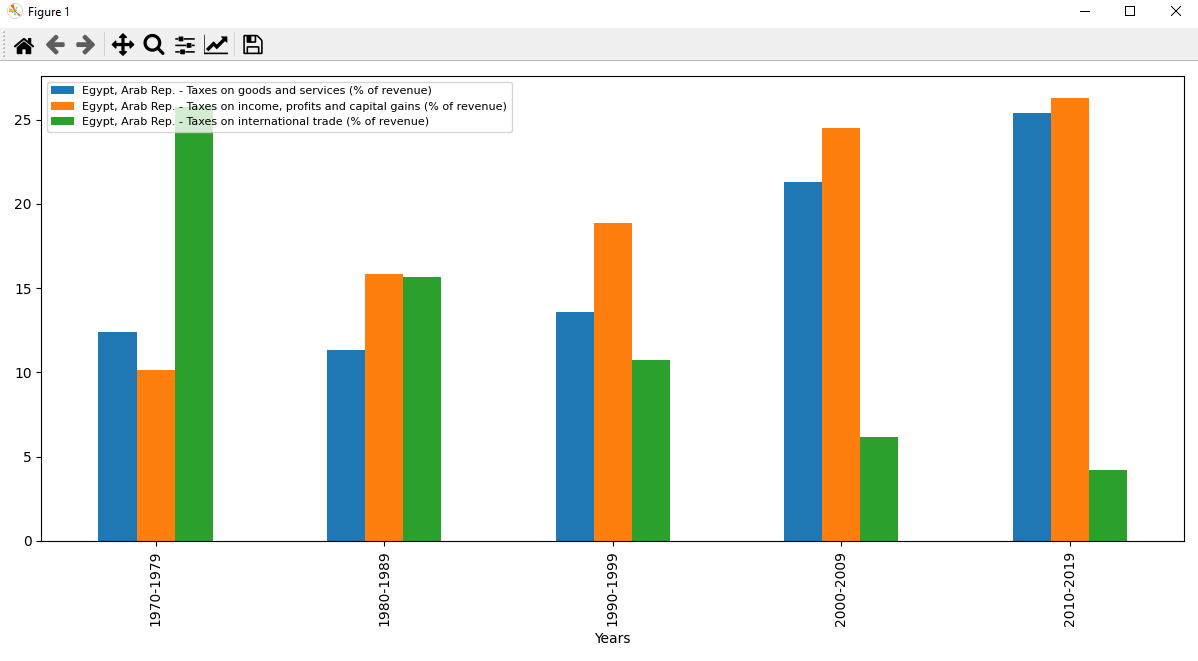 Figure 1
Egypt, Arab Rep. - Taxes on goods and services (% of revenue)
Egypt, Arab Rep. - Taxes on income, profits and capital gains (% of revenue)
Egypt, Arab Rep. - Taxes on international trade (% of revenue)
25
20
15
10
5
0
1970-1979
1980-1989
1990-1999
2000-2009
2010-2019
Years